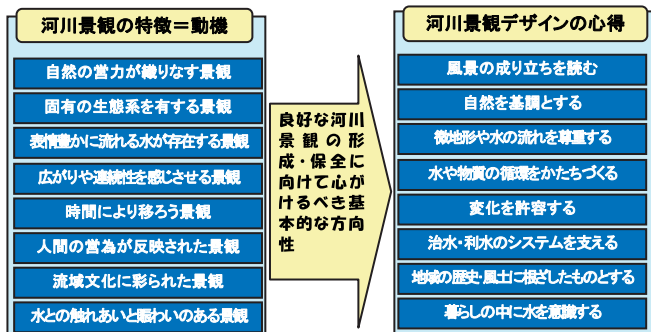 河川景観の特徴＝動機
自然の営力が織りなす景観
固有の生態系を有する景観
表情豊かに流れる水が存在する景観
広がりや連続性を感じさせる景観
時間により移ろう景観
人間の営為が反映された景観
流域文化に彩られた景観
水との触れあいと賑わいのある景観
良好な河川
景観の形
成・保全に
向けて心が
けるべき基
本的な方向
性
河川景観デザインの心得
風景の成り立ちを読む
自然を基調とする
微地形や水の流れを尊重する
水や物質の循環をかたちづくる
変化を許容する
治水・利水のシステムを支える
地域の歴史・風土に根ざしたものとする
暮らしの中に水を意識する